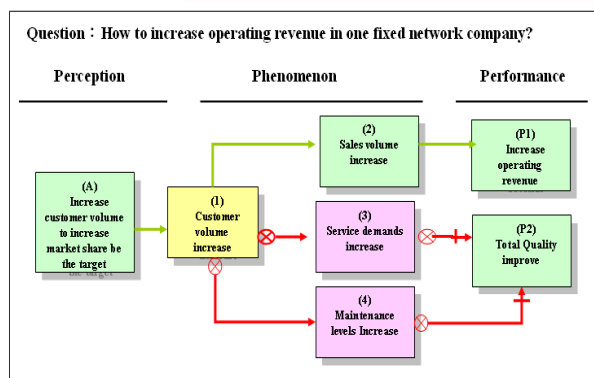 Question：How to increase operating revenue in one fixed network company?
Perception
Phenomenon
Performance
(A)
Increase
customer volume
to increase
market share be
the target
(1)
Customer
volume
increase
(2)
Sales volume
increase
(3)
Service demands
increase
(4)
Maintenance
levels Increase
(P1)
Increase
operating
revenue
(P2)
Total Quality
improve